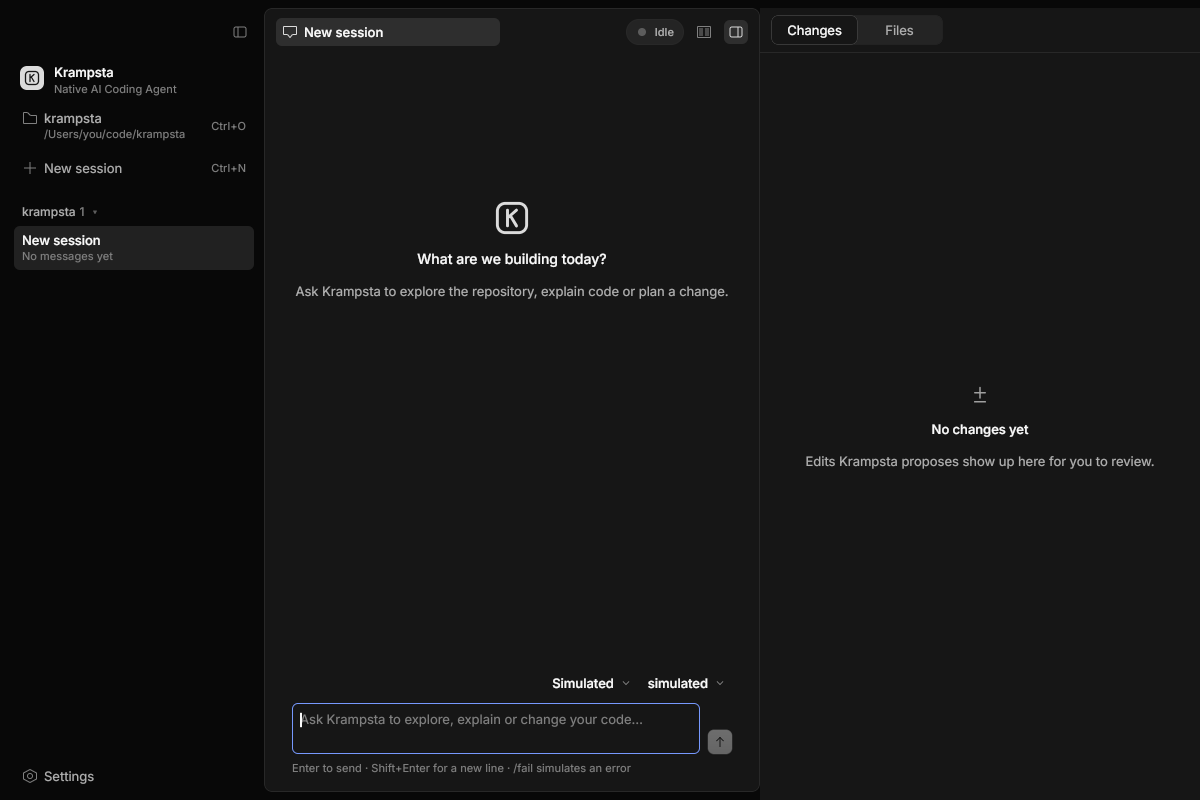 Krampsta
Native AI Coding Agent
krampsta
/Users/you/code/krampsta
Ctrl+O
New session
Ctrl+N
krampsta 1
New session
No messages yet
Settings
New session
Idle
K
What are we building today?
Ask Krampsta to explore the repository, explain code or plan a change.
Simulated
simulated
Ask Krampsta to explore, explain or change your code...
Enter to send · Shift+Enter for a new line · /fail simulates an error
Changes
Files
No changes yet
Edits Krampsta proposes show up here for you to review.